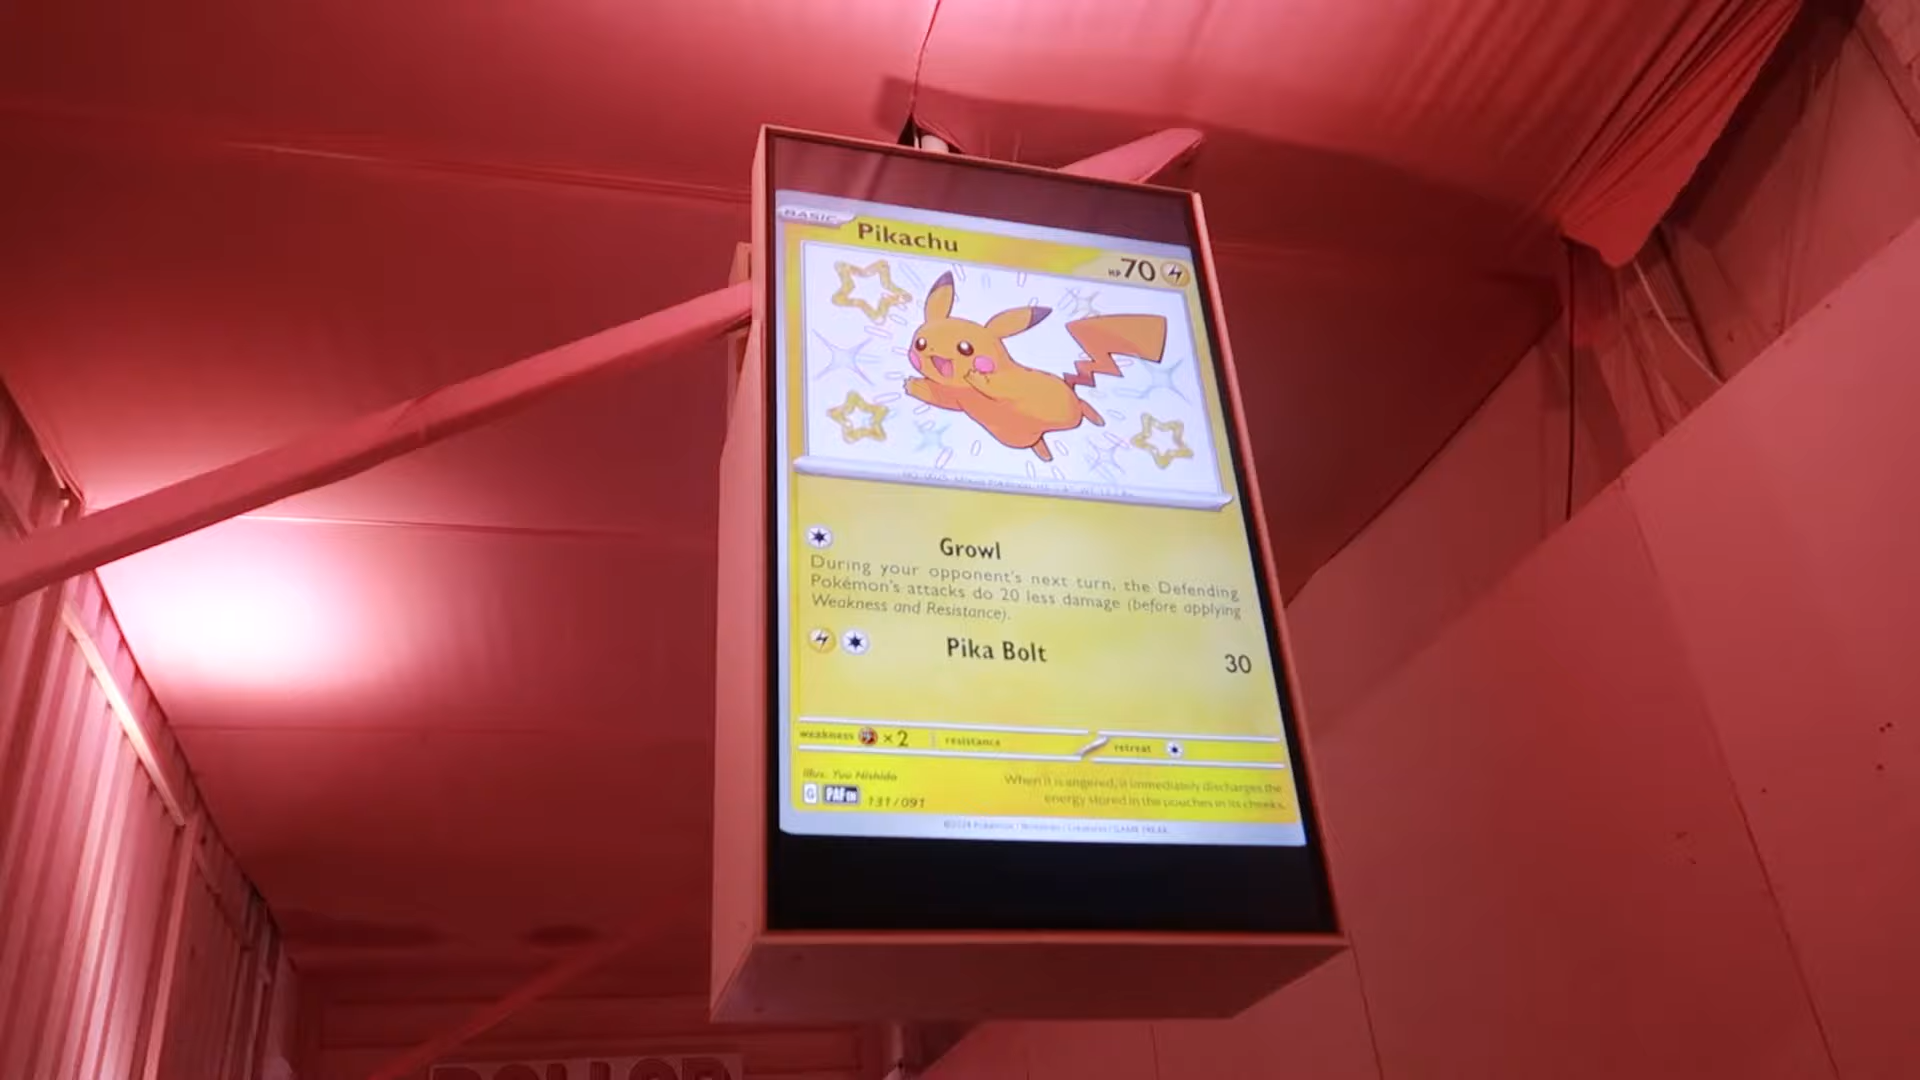 BASIC
Pikachu
HP 70
Growl
During your opponent's next turn, the Defending
Pokémon's attacks do 20 less damage (before applying
Weakness and Resistance).
Pika Bolt 30
weakness ×2 resistance retreat
Illus. Yuu Nishida
G PAF EN 131/091
When it is angered, it immediately discharges the
energy stored in the pouches in its cheeks.